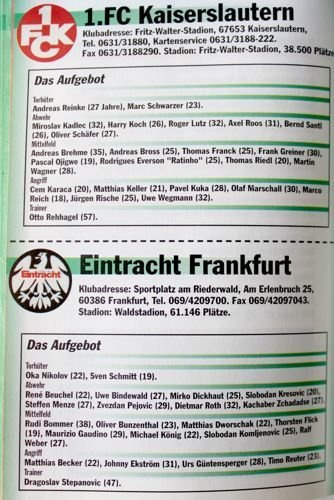 1
FCK
1.FC Kaiserslautern
Klubadresse: Fritz-Walter-Stadion, 67653 Kaiserslautern,
Tel. 0631/31880, Kartenservice 0631/3188-222.
Fax 0631/3188290. Stadion: Fritz-Walter-Stadion, 38.500 Plätze
Das Aufgebot
Torhüter
Andreas Reinke (27 Jahre), Marc Schwarzer (23).
Abwehr
Miroslav Kadlec (32), Harry Koch (26), Roger Lutz (32), Axel Roos (31), Bernd Santl
(26), Oliver Schäfer (27).
Mittelfeld
Andreas Brehme (35), Andreas Bross (25), Thomas Franck (25), Frank Greiner (30),
Pascal Ojigwe (19), Rodrigues Everson "Ratinho" (25), Thomas Riedl (20), Martin
Wagner (28).
Angriff
Cem Karaca (20), Matthias Keller (21), Pavel Kuka (28), Olaf Marschall (30), Marco
Reich (18), Jürgen Rische (25), Uwe Wegmann (32).
Trainer
Otto Rehhagel (57).
Eintracht
Eintracht Frankfurt
Klubadresse: Sportplatz am Riederwald, Am Erlenbruch 25,
60386 Frankfurt, Tel. 069/4209700. Fax 069/42097043.
Stadion: Waldstadion, 61.146 Plätze.
Das Aufgebot
Torhüter
Oka Nikolov (22), Sven Schmitt (19).
Abwehr
René Beuchel (22), Uwe Bindewald (27), Mirko Dickhaut (25), Slobodan Kresovic (20),
Steffen Menze (27), Zvezdan Pejovic (29), Dietmar Roth (32), Kachaber Zchadadse (27).
Mittelfeld
Rudi Bommer (38), Oliver Bunzenthal (23), Matthias Dworschak (22), Thorsten Flick
(19), Maurizio Gaudino (29), Michael König (22), Slobodan Komljenovic (25), Ralf
Weber (27).
Angriff
Matthias Becker (22), Johnny Ekström (31), Urs Güntensperger (28), Timo Reuter (23).
Trainer
Dragoslav Stepanovic (47).